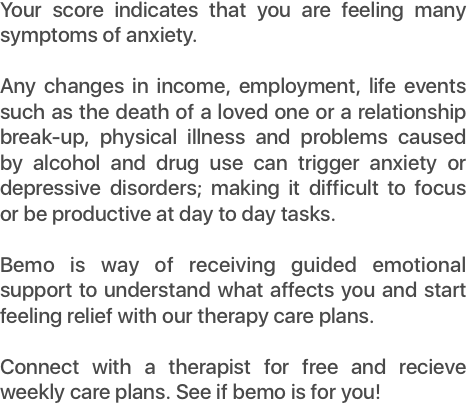 Your score indicates that you are feeling many
symptoms of anxiety.
Any changes in income, employment, life events
such as the death of a loved one or a relationship
break-up, physical illness and problems caused
by alcohol and drug use can trigger anxiety or
depressive disorders; making it difficult to focus
or be productive at day to day tasks.
Bemo is way of receiving guided emotional
support to understand what affects you and start
feeling relief with our therapy care plans.
Connect with a therapist for free and recieve
weekly care plans. See if bemo is for you!